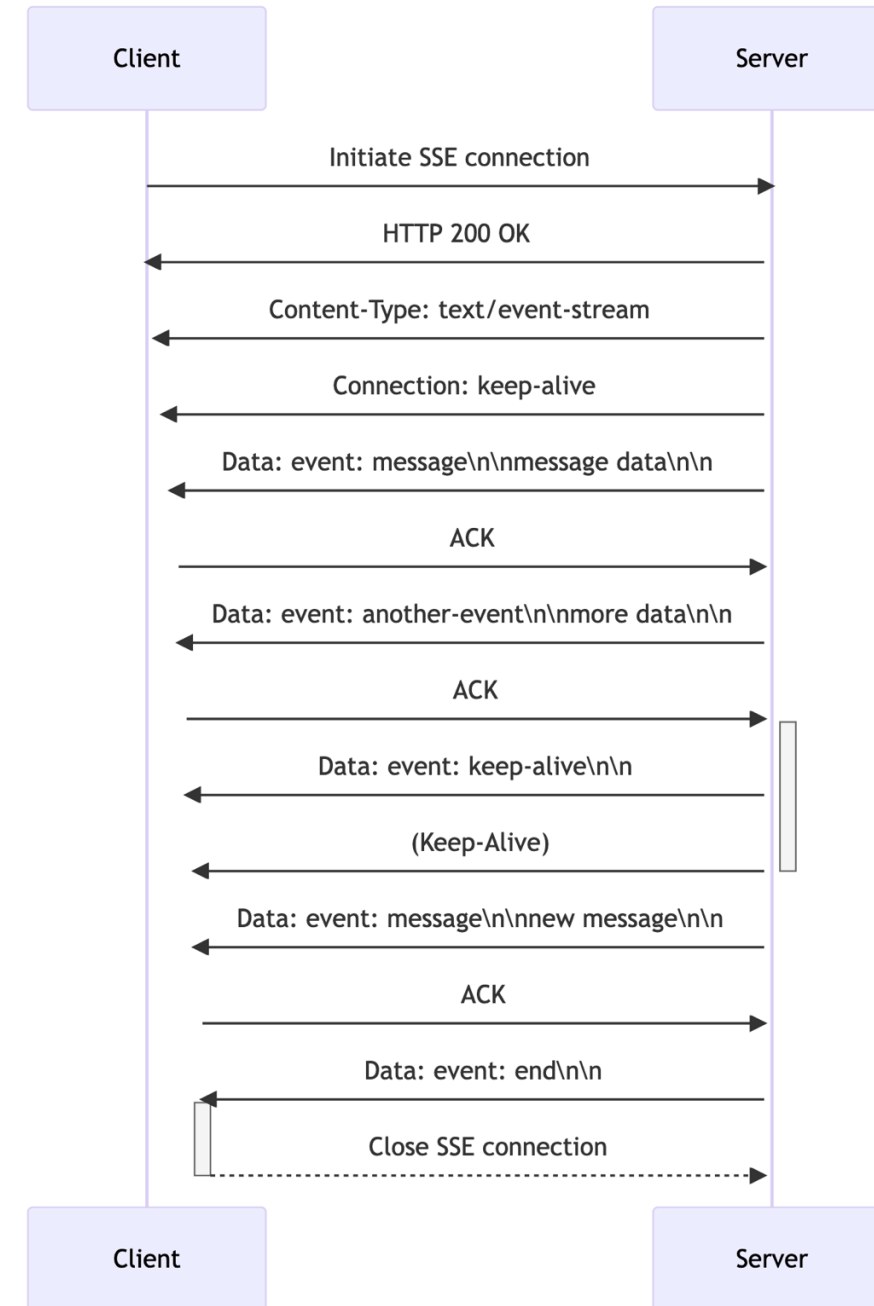 Client
Server
Initiate SSE connection
HTTP 200 OK
Content-Type: text/event-stream
Connection: keep-alive
Data: event: message\n\nmessage data\n\n
ACK
Data: event: another-event\n\nmore data\n\n
ACK
Data: event: keep-alive\n\n
(Keep-Alive)
Data: event: message\n\nnew message\n\n
ACK
Data: event: end\n\n
Close SSE connection
Client
Server